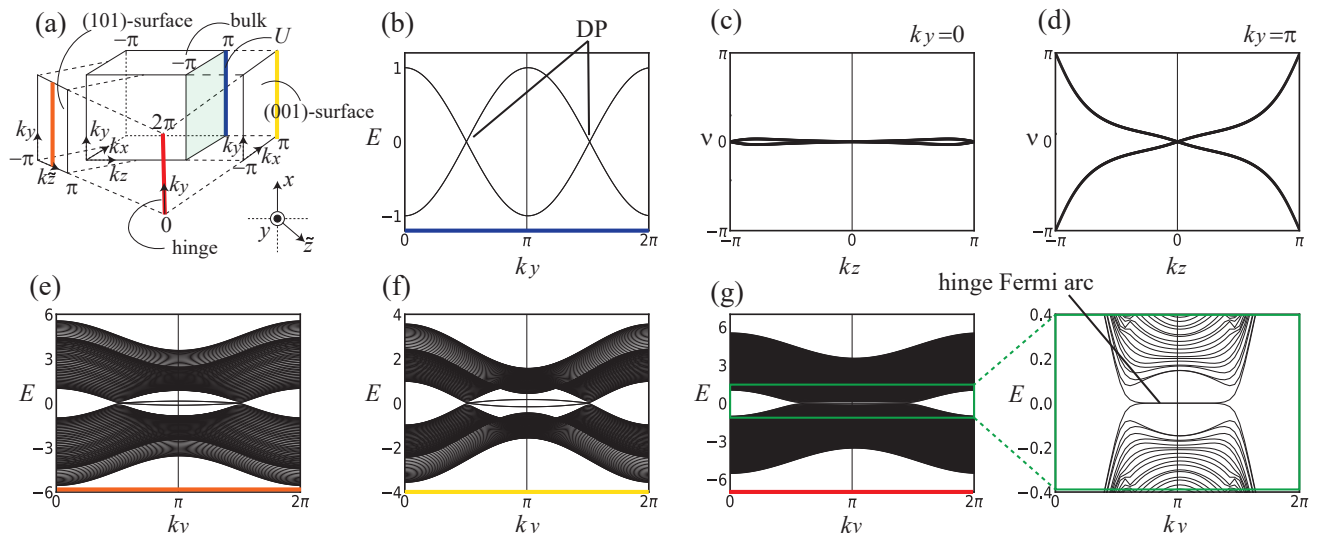 (a)
(101)-surface
bulk
U
−π
π
−π
(001)-surface
ky
ky
2π
kx
kz
ky
kx
−π
kz̃
π
−π
π
ky
0
hinge
x
y
z̃
(b)
DP
1
E
0
−1
0
π
2π
ky
(c)
ky=0
π
ν
0
−π
−π
0
π
kz
(d)
ky=π
π
ν
0
−π
−π
0
π
kz
(e)
6
3
E
0
−3
−6
0
π
2π
ky
(f)
4
2
E
0
−2
−4
0
π
2π
ky
(g)
hinge Fermi arc
6
3
E
0
−3
−6
0
π
2π
ky
0.4
0.2
E
0.0
−0.2
−0.4
0
π
2π
ky